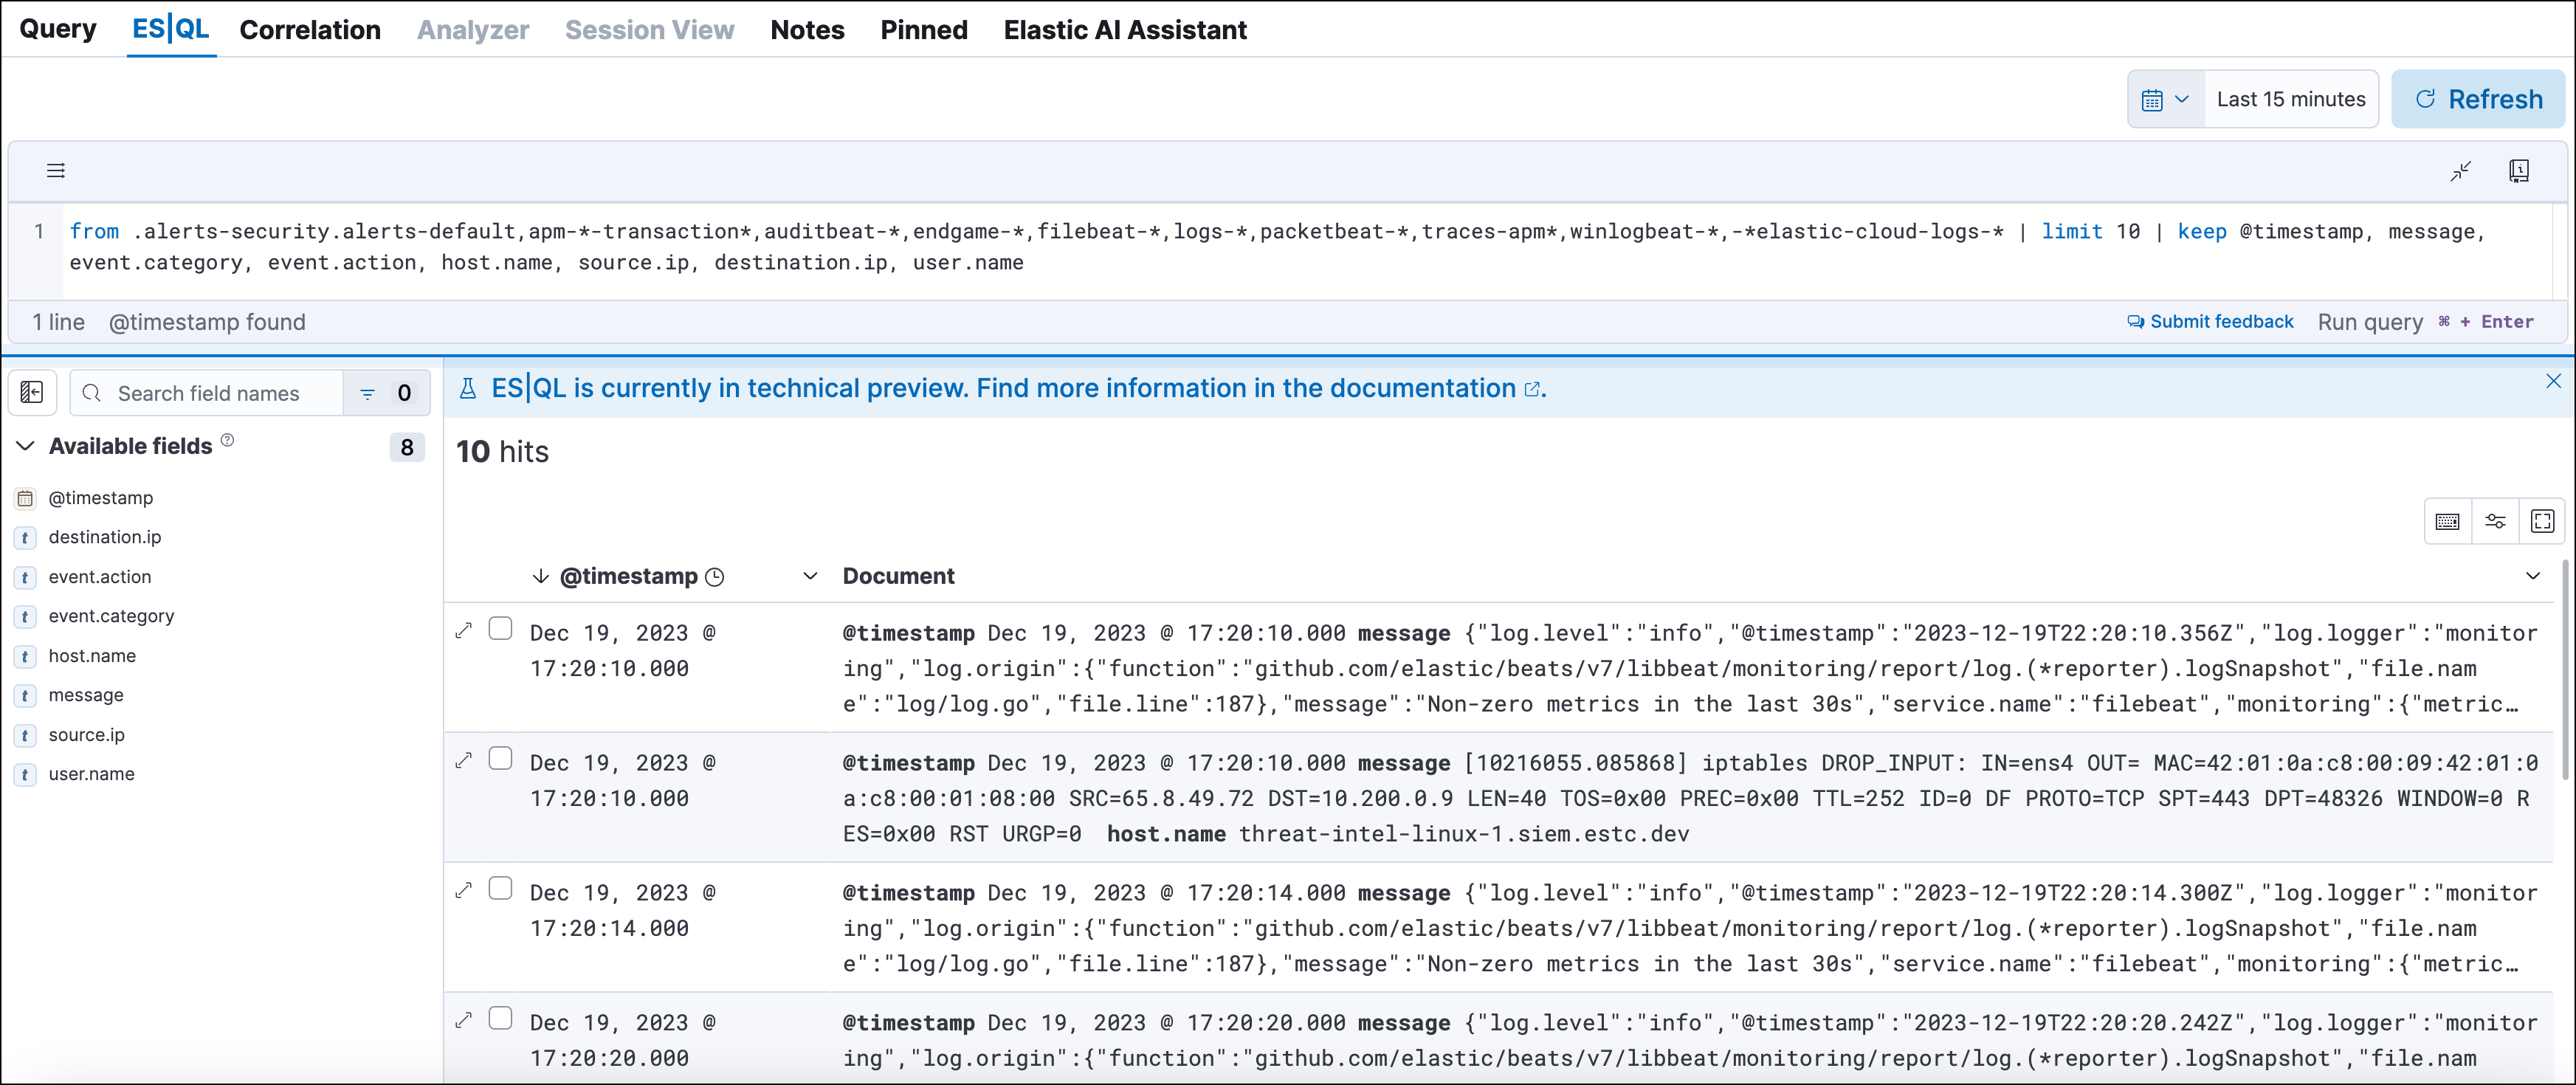 Query ES|QL Correlation Analyzer Session View Notes Pinned Elastic AI Assistant
Last 15 minutes Refresh
1 from .alerts-security.alerts-default,apm-*-transaction*,auditbeat-*,endgame-*,filebeat-*,logs-*,packetbeat-*,traces-apm*,winlogbeat-*,-*elastic-cloud-logs-* | limit 10 | keep @timestamp, message,
event.category, event.action, host.name, source.ip, destination.ip, user.name
1 line @timestamp found Submit feedback Run query ⌘ + Enter
Search field names 0
ES|QL is currently in technical preview. Find more information in the documentation .
Available fields 8
@timestamp
destination.ip
event.action
event.category
host.name
message
source.ip
user.name
10 hits
@timestamp Document
Dec 19, 2023 @
17:20:10.000
@timestamp Dec 19, 2023 @ 17:20:10.000 message {"log.level":"info","@timestamp":"2023-12-19T22:20:10.356Z","log.logger":"monitor
ing","log.origin":{"function":"github.com/elastic/beats/v7/libbeat/monitoring/report/log.(*reporter).logSnapshot","file.nam
e":"log/log.go","file.line":187},"message":"Non-zero metrics in the last 30s","service.name":"filebeat","monitoring":{"metric…
Dec 19, 2023 @
17:20:10.000
@timestamp Dec 19, 2023 @ 17:20:10.000 message [10216055.085868] iptables DROP_INPUT: IN=ens4 OUT= MAC=42:01:0a:c8:00:09:42:01:0
a:c8:00:01:08:00 SRC=65.8.49.72 DST=10.200.0.9 LEN=40 TOS=0x00 PREC=0x00 TTL=252 ID=0 DF PROTO=TCP SPT=443 DPT=48326 WINDOW=0 R
ES=0x00 RST URGP=0 host.name threat-intel-linux-1.siem.estc.dev
Dec 19, 2023 @
17:20:14.000
@timestamp Dec 19, 2023 @ 17:20:14.000 message {"log.level":"info","@timestamp":"2023-12-19T22:20:14.300Z","log.logger":"monitor
ing","log.origin":{"function":"github.com/elastic/beats/v7/libbeat/monitoring/report/log.(*reporter).logSnapshot","file.nam
e":"log/log.go","file.line":187},"message":"Non-zero metrics in the last 30s","service.name":"filebeat","monitoring":{"metric…
Dec 19, 2023 @
17:20:20.000
@timestamp Dec 19, 2023 @ 17:20:20.000 message {"log.level":"info","@timestamp":"2023-12-19T22:20:20.242Z","log.logger":"monitor
ing","log.origin":{"function":"github.com/elastic/beats/v7/libbeat/monitoring/report/log.(*reporter).logSnapshot","file.nam